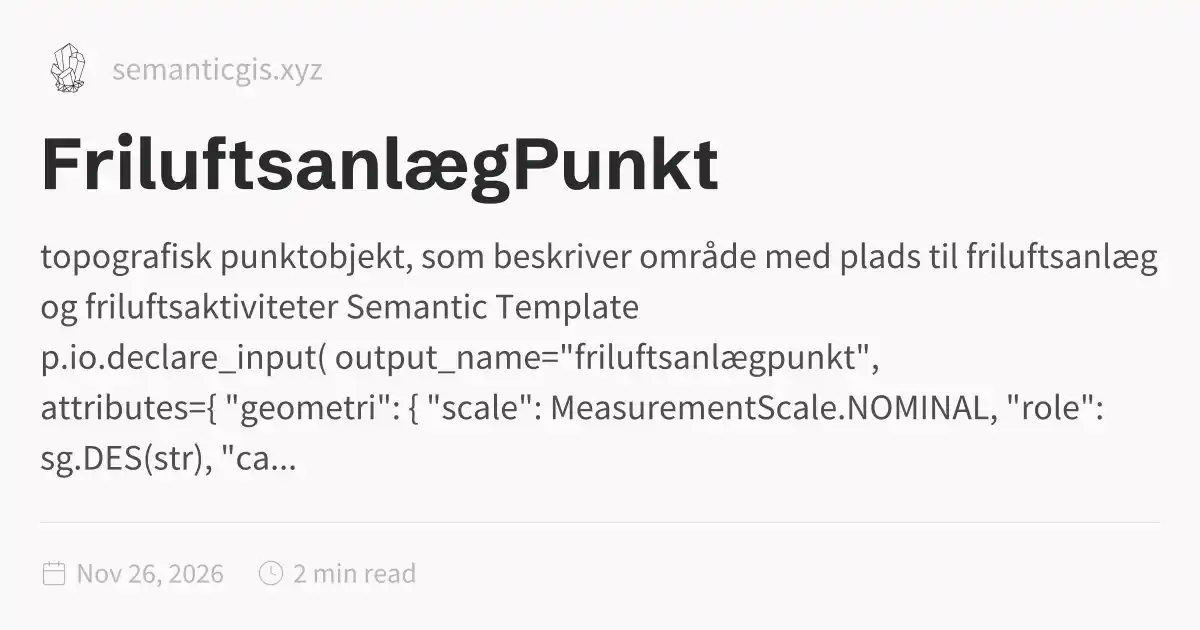 semanticgis.xyz
FriluftsanlægPunkt
topografisk punktobjekt, som beskriver område med plads til friluftsanlæg
og friluftsaktiviteter Semantic Template
p.io.declare_input( output_name="friluftsanlægpunkt",
attributes={ "geometri": { "scale": MeasurementScale.NOMINAL, "role":
sg.DES(str), "ca...
Nov 26, 2026 2 min read